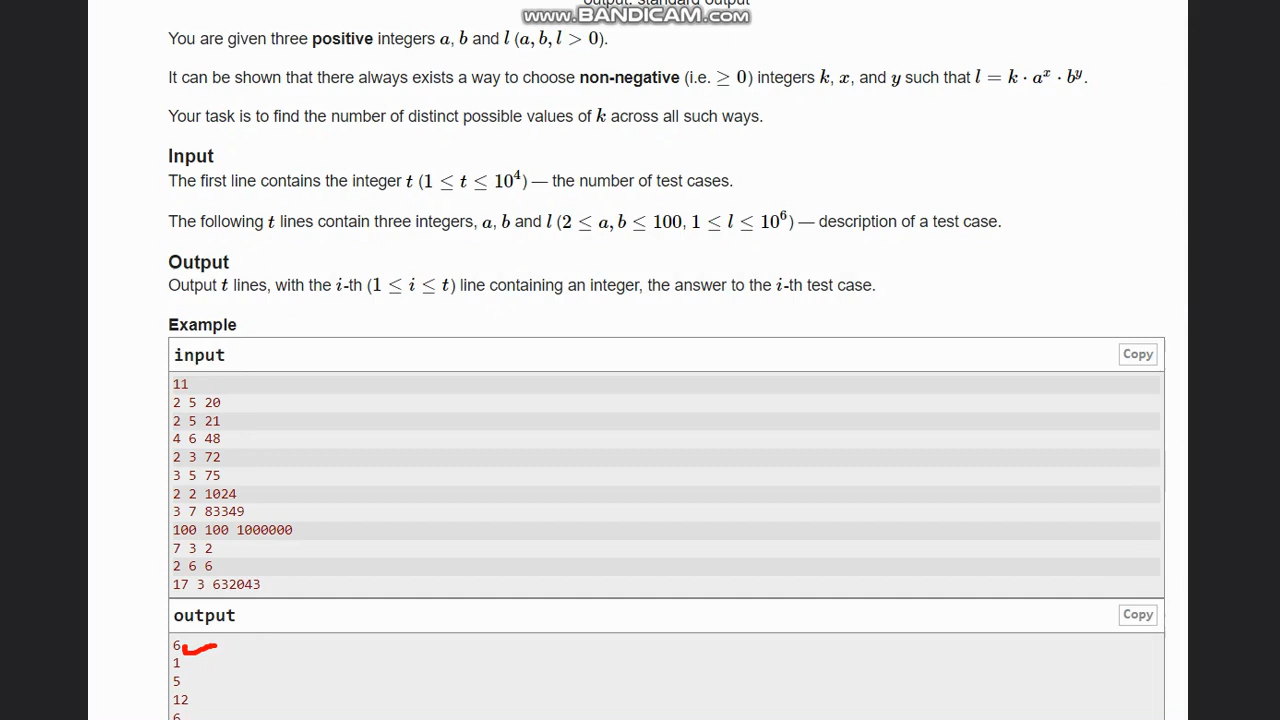 output: standard output
www.BANDICAM.com
You are given three positive integers a, b and l (a, b, l > 0).
It can be shown that there always exists a way to choose non-negative (i.e. ≥ 0) integers k, x, and y such that l = k · a^x · b^y.
Your task is to find the number of distinct possible values of k across all such ways.
Input
The first line contains the integer t (1 ≤ t ≤ 10^4) — the number of test cases.
The following t lines contain three integers, a, b and l (2 ≤ a, b ≤ 100, 1 ≤ l ≤ 10^6) — description of a test case.
Output
Output t lines, with the i-th (1 ≤ i ≤ t) line containing an integer, the answer to the i-th test case.
Example
input
Copy
11
2 5 20
2 5 21
4 6 48
2 3 72
3 5 75
2 2 1024
3 7 83349
100 100 1000000
7 3 2
2 6 6
17 3 632043
output
Copy
6
1
5
12
6